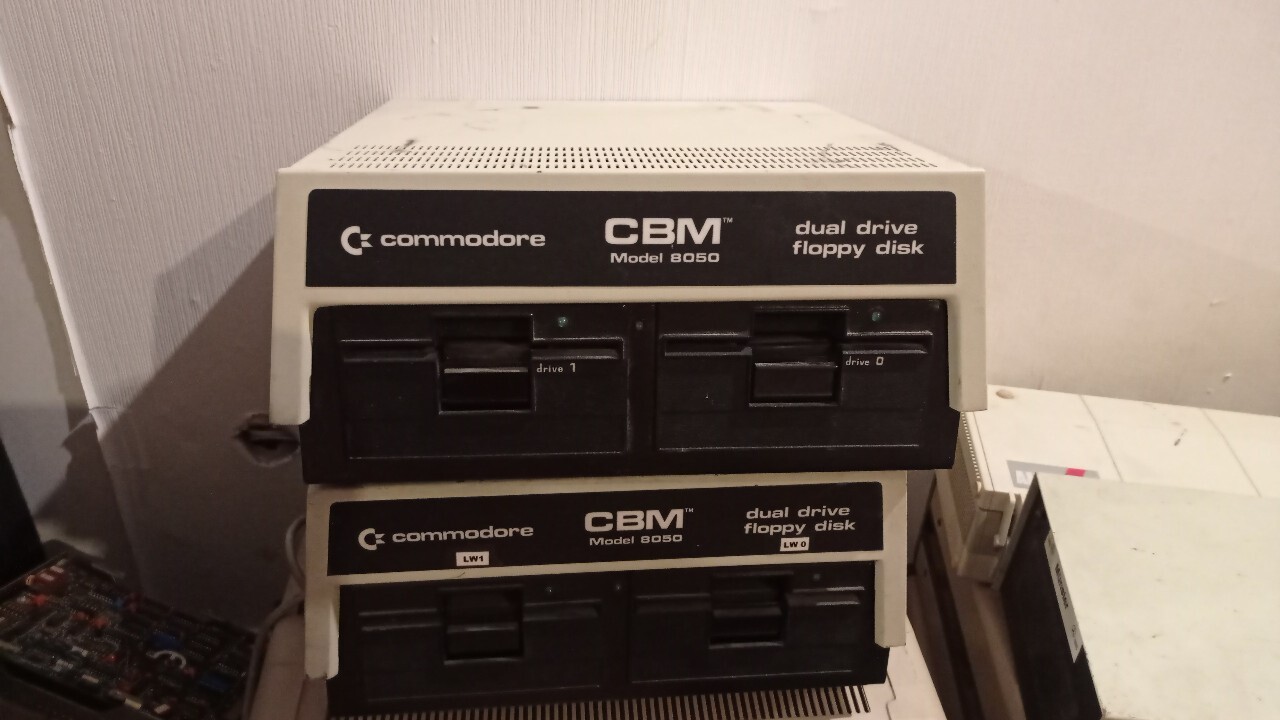 commodore
CBM™
Model 8050
dual drive
floppy disk
drive 1
drive 0
commodore
CBM™
Model 8050
dual drive
floppy disk
LW1
LW 0